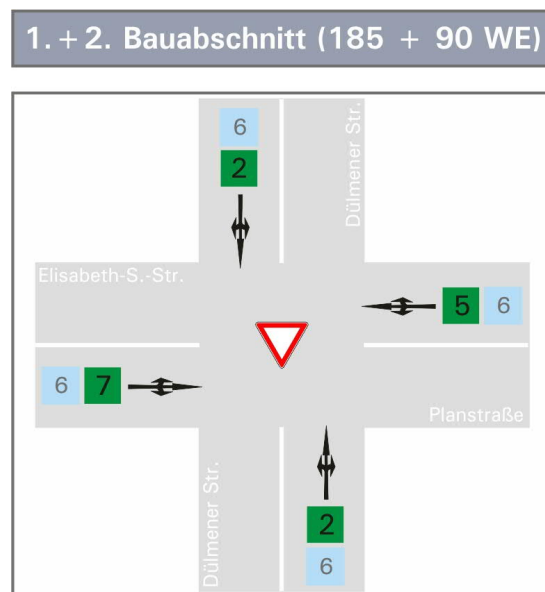 1. + 2. Bauabschnitt (185 + 90 WE)
6
2
Dülmener Str.
Elisabeth-S.-Str.
5 6
6 7
Planstraße
Dülmener Str.
2
6